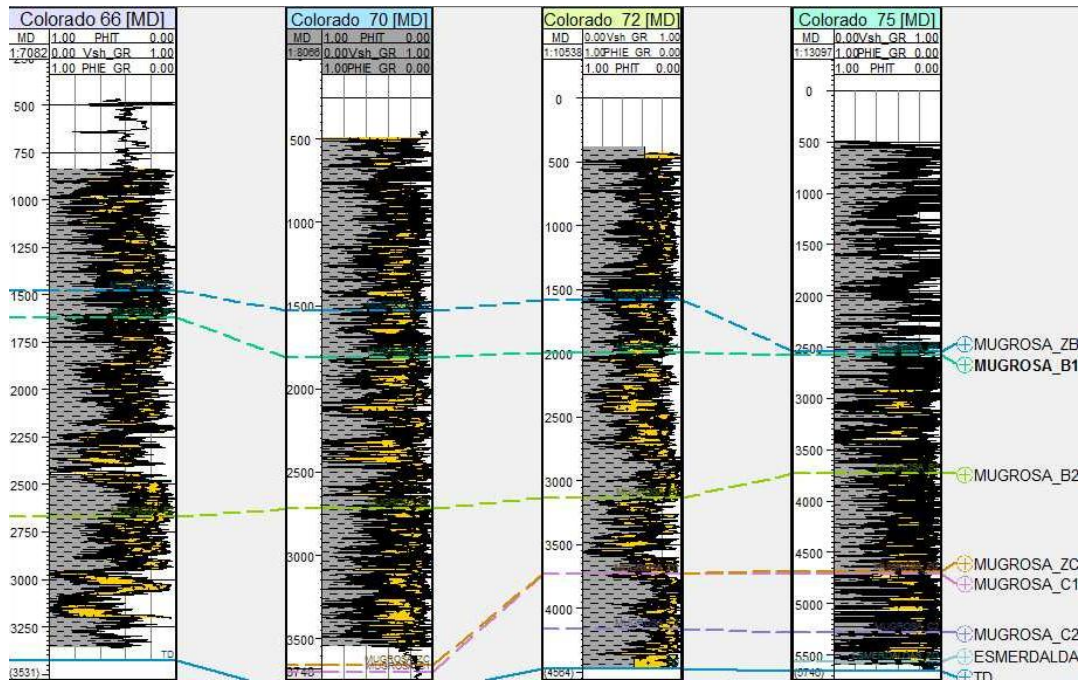 Colorado 66 [MD]
MD 1.00 PHIT 0.00
1:7082 0.00 Vsh_GR 1.00
1.00 PHIE_GR 0.00
500
750
1000
1250
1500
1750
2000
2250
2500
2750
3000
3250
(3531)
TD
Colorado 70 [MD]
MD 1.00 PHIT 0.00
1:8066 0.00 Vsh_GR 1.00
1.00 PHIE_GR 0.00
500
1000
1500
2000
2500
3000
3500
Colorado 72 [MD]
MD 0.00 Vsh_GR 1.00
1:10538 1.00 PHIE_GR 0.00
1.00 PHIT 0.00
0
500
1000
1500
2000
2500
3000
3500
4000
(4564)
Colorado 75 [MD]
MD 0.00 Vsh_GR 1.00
1:13097 1.00 PHIE_GR 0.00
1.00 PHIT 0.00
0
500
1000
1500
2000
2500
3000
3500
4000
4500
5000
5500
(5746)
MUGROSA_ZB
MUGROSA_B1
MUGROSA_B2
MUGROSA_ZC
MUGROSA_C1
MUGROSA_C2
ESMERDALDA
TD